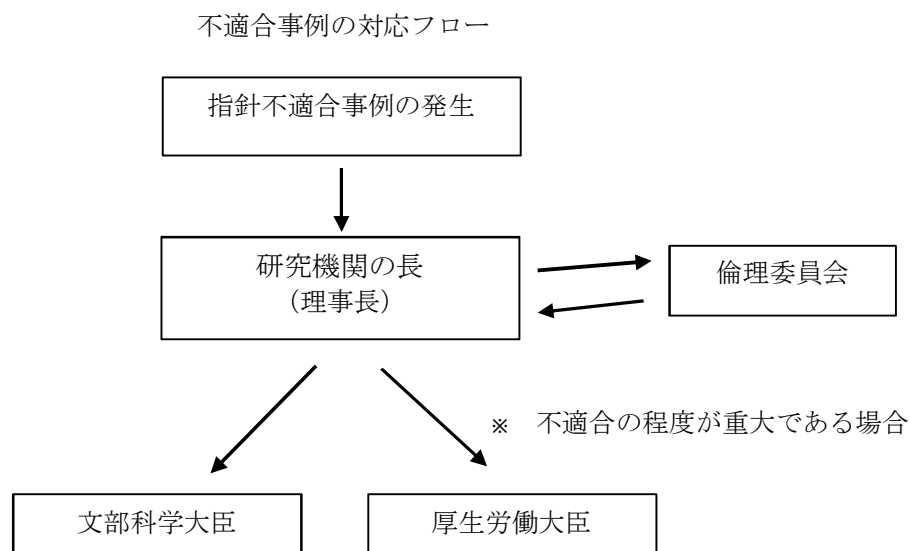 不適合事例の対応フロー
指針不適合事例の発生
研究機関の長
（理事長）
倫理委員会
※　不適合の程度が重大である場合
文部科学大臣
厚生労働大臣